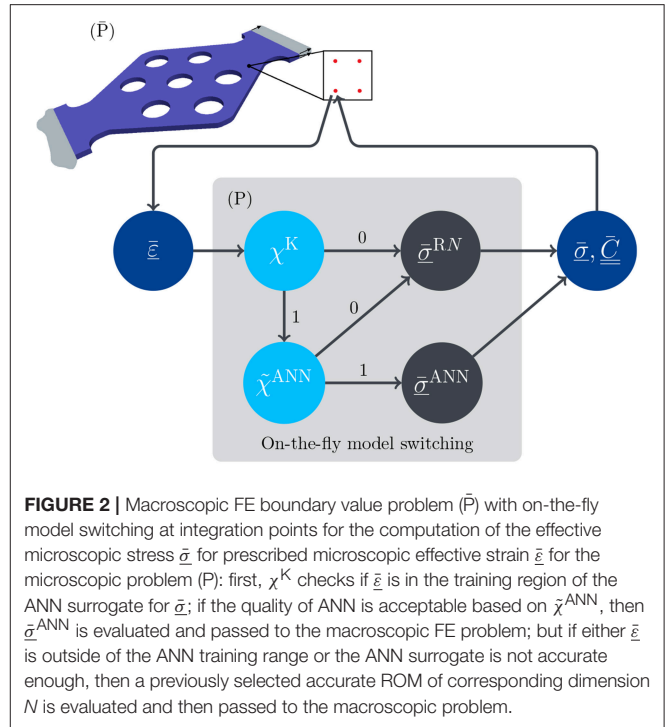 (P̄)
(P)
ε̲̄
χᴷ
0
σ̲̄ᴿᴺ
σ̲̄, C̳̄
1
0
χ̃ᴬᴺᴺ
1
σ̲̄ᴬᴺᴺ
On-the-fly model switching
FIGURE 2 | Macroscopic FE boundary value problem (P̄) with on-the-fly
model switching at integration points for the computation of the effective
microscopic stress σ̲̄ for prescribed microscopic effective strain ε̲̄ for the
microscopic problem (P): first, χᴷ checks if ε̲̄ is in the training region of the
ANN surrogate for σ̲̄; if the quality of ANN is acceptable based on χ̃ᴬᴺᴺ, then
σ̲̄ᴬᴺᴺ is evaluated and passed to the macroscopic FE problem; but if either ε̲̄
is outside of the ANN training range or the ANN surrogate is not accurate
enough, then a previously selected accurate ROM of corresponding dimension
N is evaluated and then passed to the macroscopic problem.